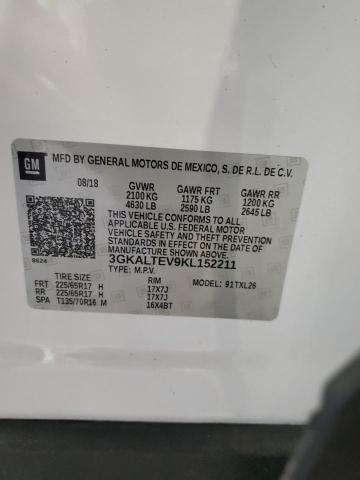 GM
MFD BY GENERAL MOTORS DE MEXICO, S. DE R.L. DE C.V.
08/18 GVWR GAWR FRT GAWR RR
2100 KG 1175 KG 1200 KG
4630 LB 2590 LB 2645 LB
THIS VEHICLE CONFORMS TO ALL
APPLICABLE U.S. FEDERAL MOTOR
VEHICLE SAFETY AND THEFT
PREVENTION STANDARDS IN EFFECT
ON THE DATE OF MANUFACTURE
SHOWN ABOVE.
3GKALTEV9KL152211
8624 TYPE: M.P.V.
TIRE SIZE RIM 91TXL26
FRT 225/65R17 H 17X7J
RR 225/65R17 H 17X7J
SPA T135/70R16 M 16X4BT